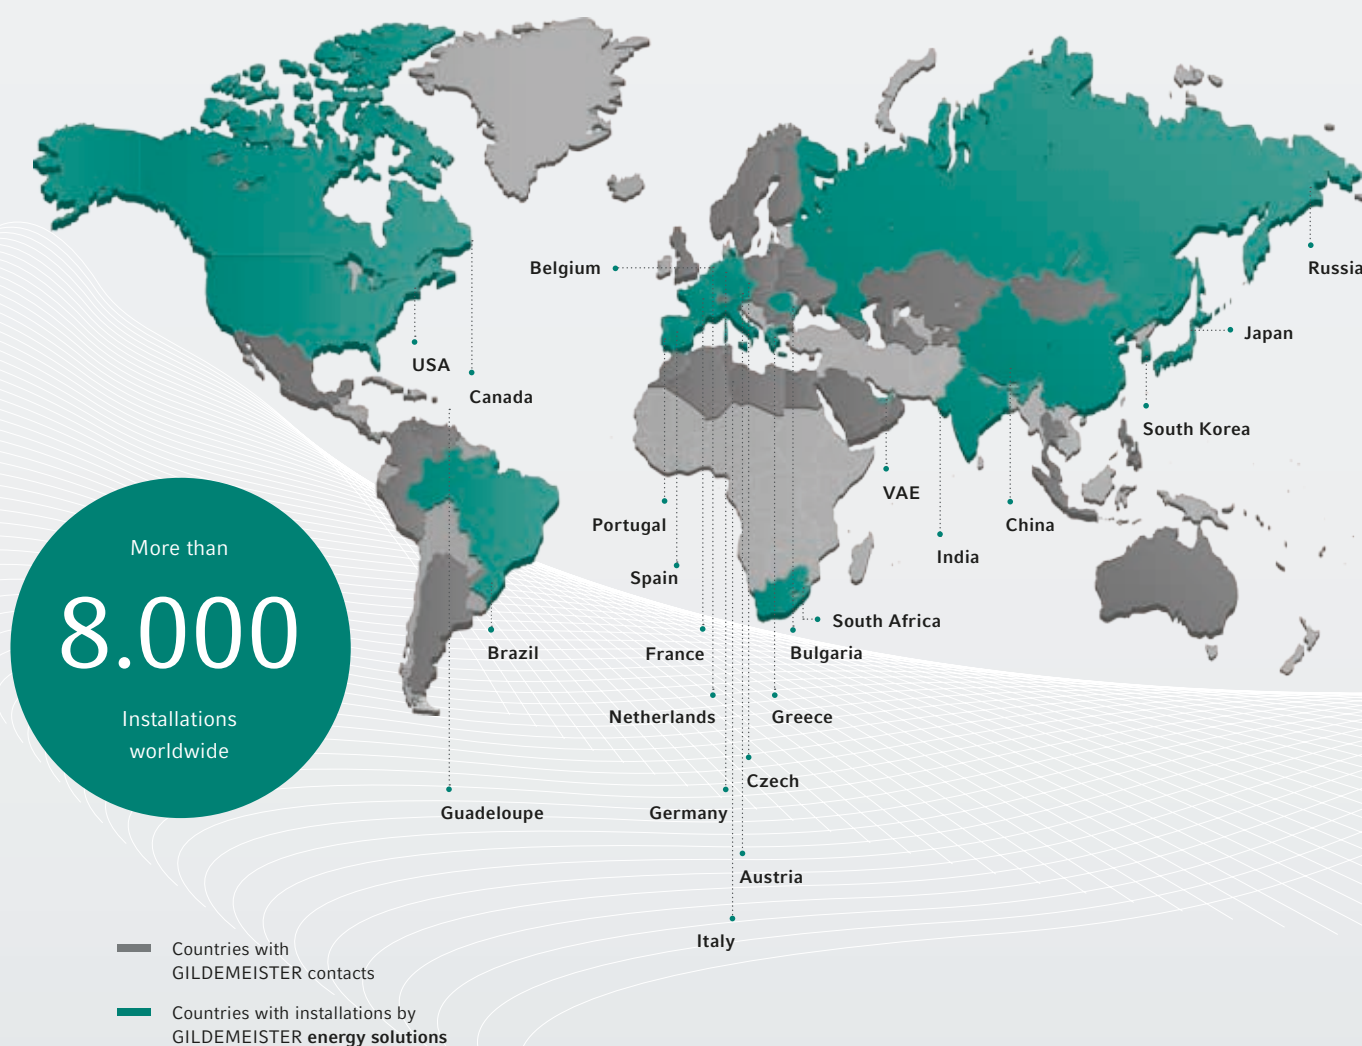 Belgium
Russia
Japan
USA
Canada
South Korea
VAE
Portugal
China
India
More than
8.000
Installations
worldwide
Spain
South Africa
Brazil
France
Bulgaria
Netherlands
Greece
Czech
Guadeloupe
Germany
Austria
Italy
Countries with
GILDEMEISTER contacts
Countries with installations by
GILDEMEISTER energy solutions